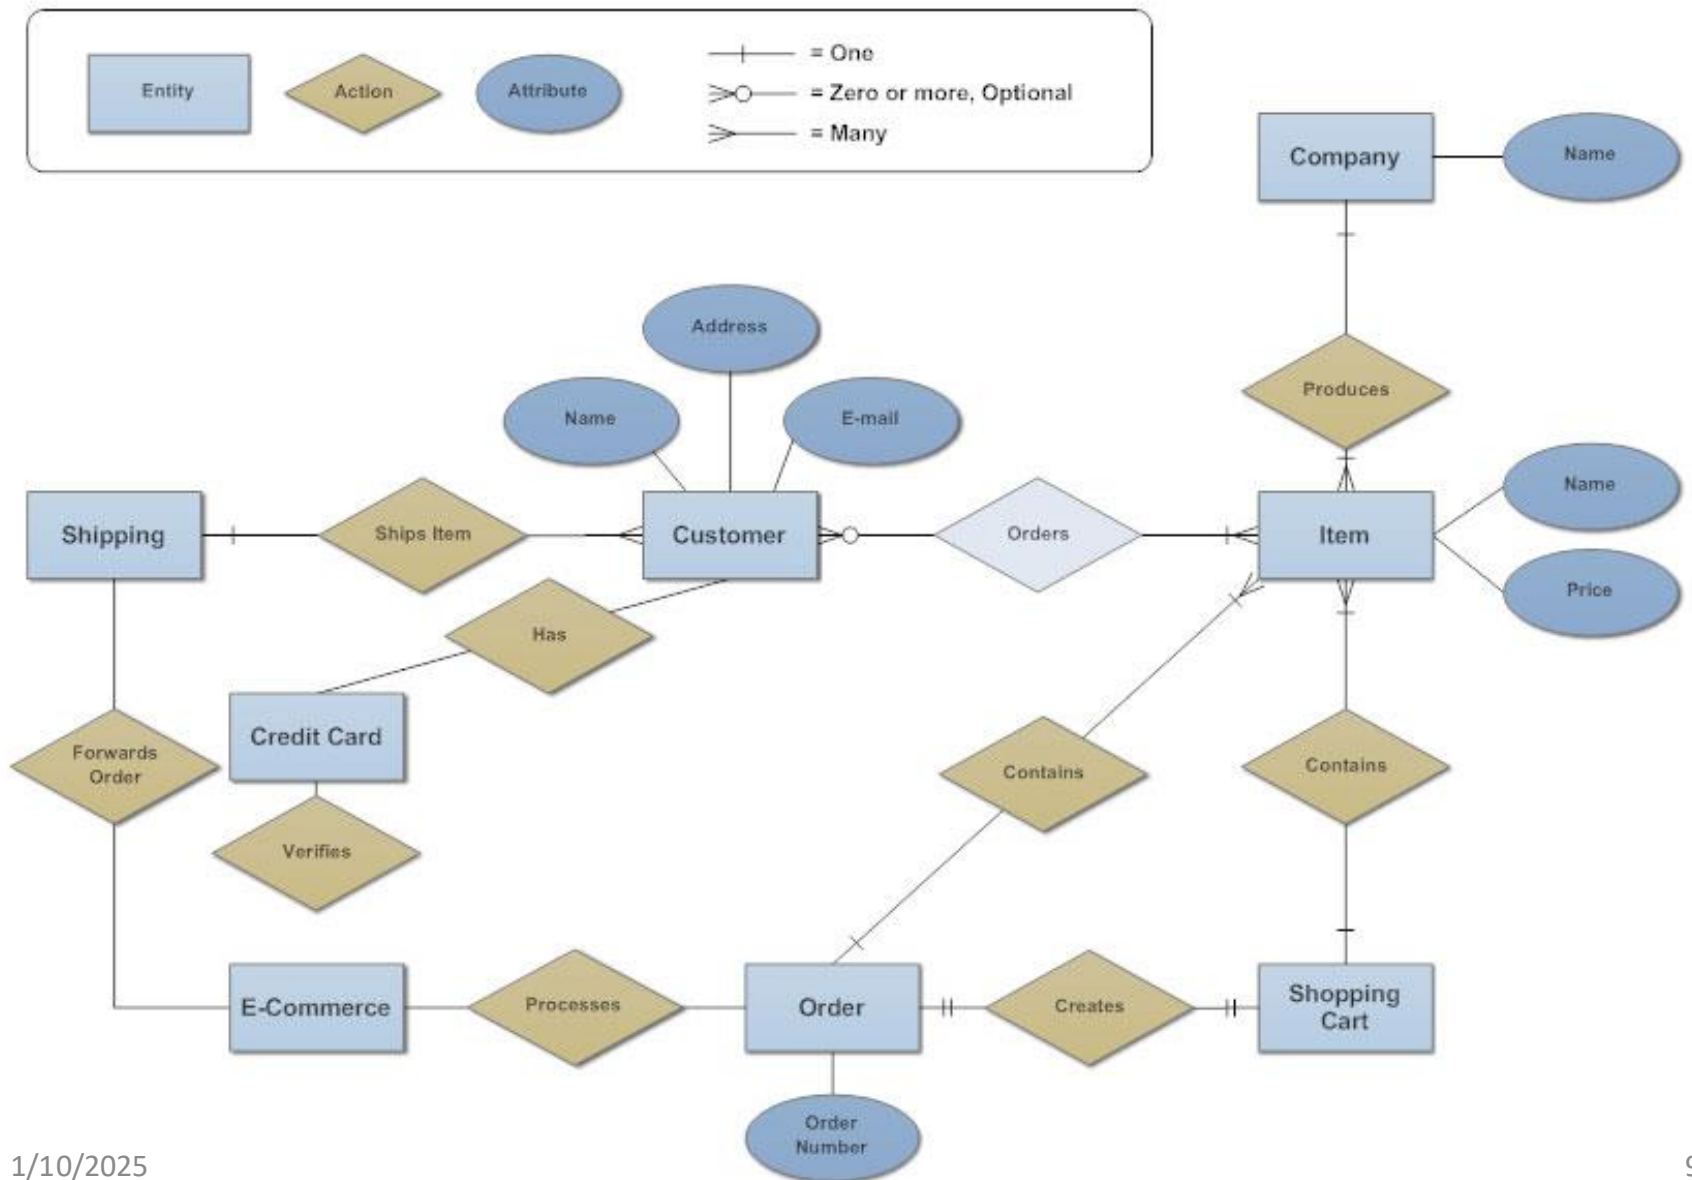 Entity
Action
Attribute
= One
= Zero or more, Optional
= Many
Company
Name
Produces
Address
Name
E-mail
Shipping
Ships Item
Customer
Orders
Item
Name
Price
Has
Credit Card
Forwards
Order
Verifies
Contains
Contains
E-Commerce
Processes
Order
Creates
Shopping
Cart
Order
Number
1/10/2025